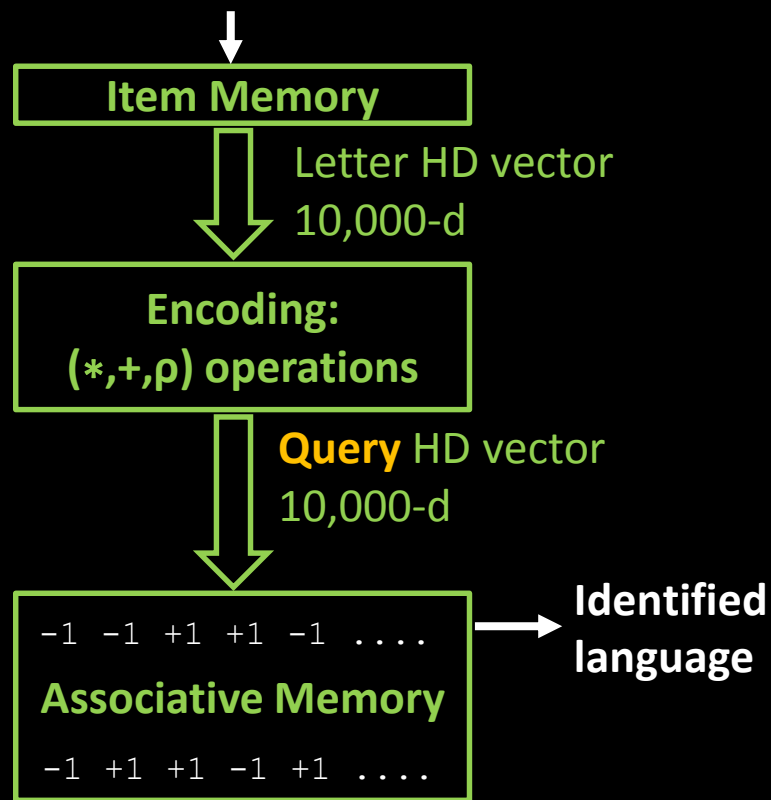 Item Memory
Letter HD vector
10,000-d
Encoding:
(*,+,ρ) operations
Query HD vector
10,000-d
-1 -1 +1 +1 -1 ....
Identified
language
Associative Memory
-1 +1 +1 -1 +1 ....